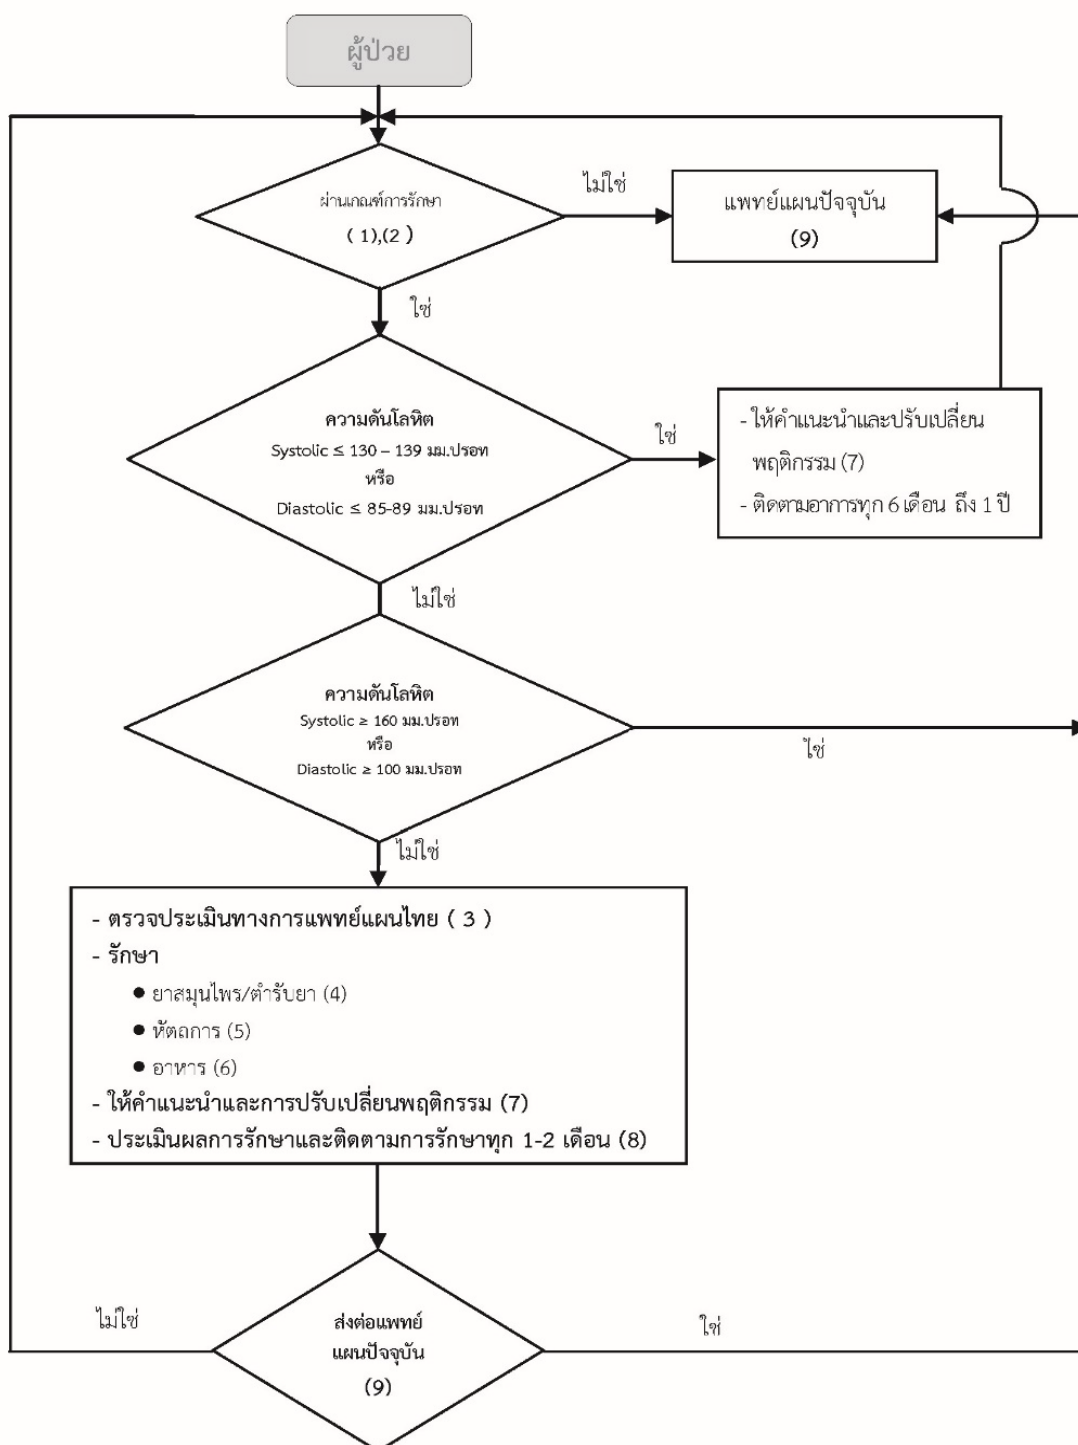 ผู้ป่วย
ผ่านเกณฑ์การรักษา
( 1),(2 )
ไม่ใช่
แพทย์แผนปัจจุบัน
(9)
ใช่
ความดันโลหิต
Systolic ≤ 130 – 139 มม.ปรอท
หรือ
Diastolic ≤ 85-89 มม.ปรอท
ใช่
- ให้คำแนะนำและปรับเปลี่ยน
พฤติกรรม (7)
- ติดตามอาการทุก 6 เดือน ถึง 1 ปี
ไม่ใช่
ความดันโลหิต
Systolic ≥ 160 มม.ปรอท
หรือ
Diastolic ≥ 100 มม.ปรอท
ใช่
ไม่ใช่
- ตรวจประเมินทางการแพทย์แผนไทย ( 3 )
- รักษา
● ยาสมุนไพร/ตำรับยา (4)
● หัตถการ (5)
● อาหาร (6)
- ให้คำแนะนำและการปรับเปลี่ยนพฤติกรรม (7)
- ประเมินผลการรักษาและติดตามการรักษาทุก 1-2 เดือน (8)
ไม่ใช่
ส่งต่อแพทย์
แผนปัจจุบัน
(9)
ใช่